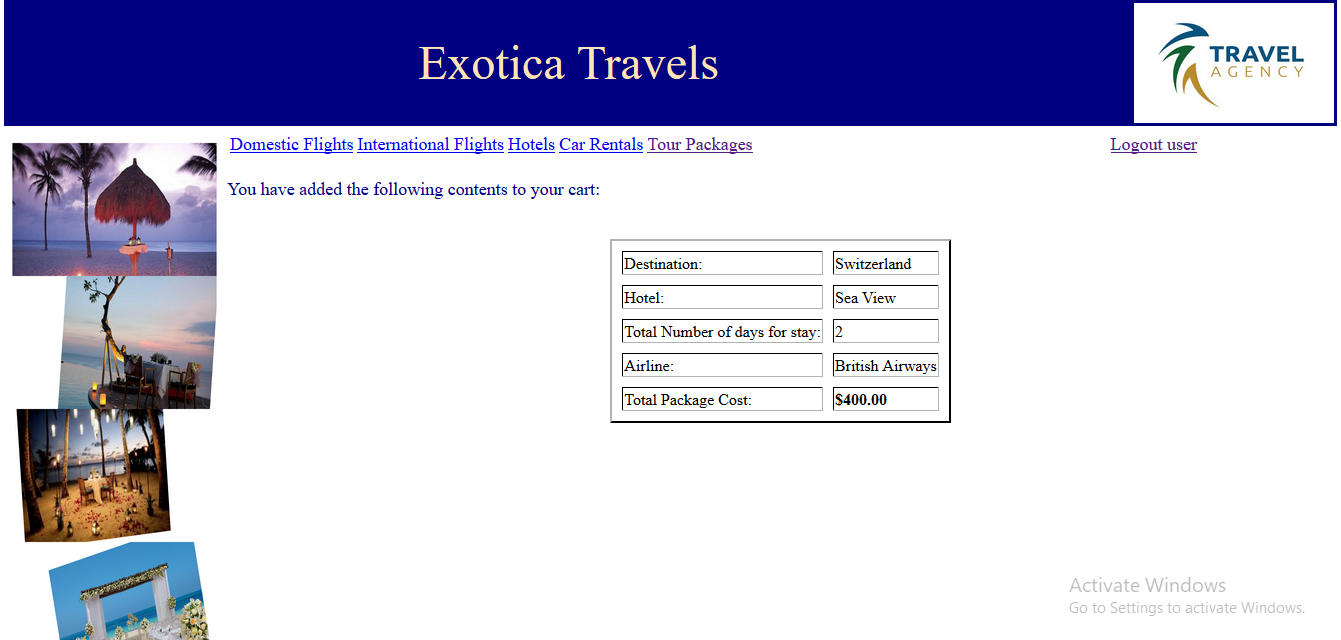 Exotica Travels
TRAVEL
AGENCY
Domestic Flights International Flights Hotels Car Rentals Tour Packages Logout user
You have added the following contents to your cart:
Destination: Switzerland
Hotel: Sea View
Total Number of days for stay: 2
Airline: British Airways
Total Package Cost: $400.00
Activate Windows
Go to Settings to activate Windows.